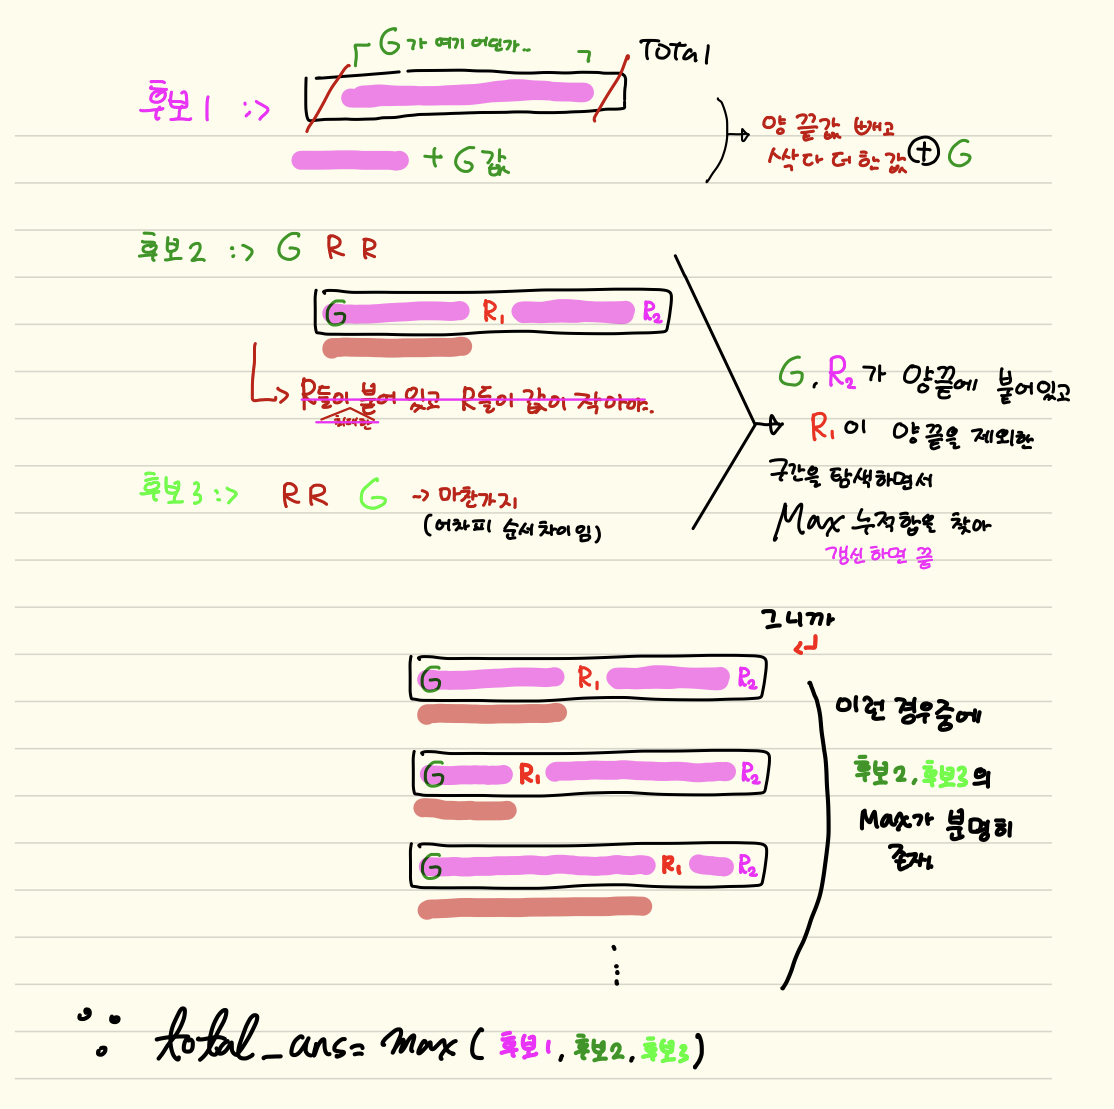 G가 여기 어딘가..
Total
후보1 :>
+ G값
양 끝값 빼고
싹다 더한값 + G
후보2 :> G R R
G R₁ R₂
R들이 붙어 있고 R들이 값이 작아야.
최대한
G, R₂가 양끝에 붙어있고
R₁이 양 끝을 제외한
구간을 탐색하면서
Max 누적합을 찾아
갱신하면 끝
후보3 :> RR G -> 마찬가지
(어차피 순서차이임)
그니까
G R₁ R₂
G R₁ R₂
G R₁ R₂
이런 경우중에
후보2, 후보3의
Max가 분명히
존재.
∴ total_ans= max ( 후보1, 후보2, 후보3 )